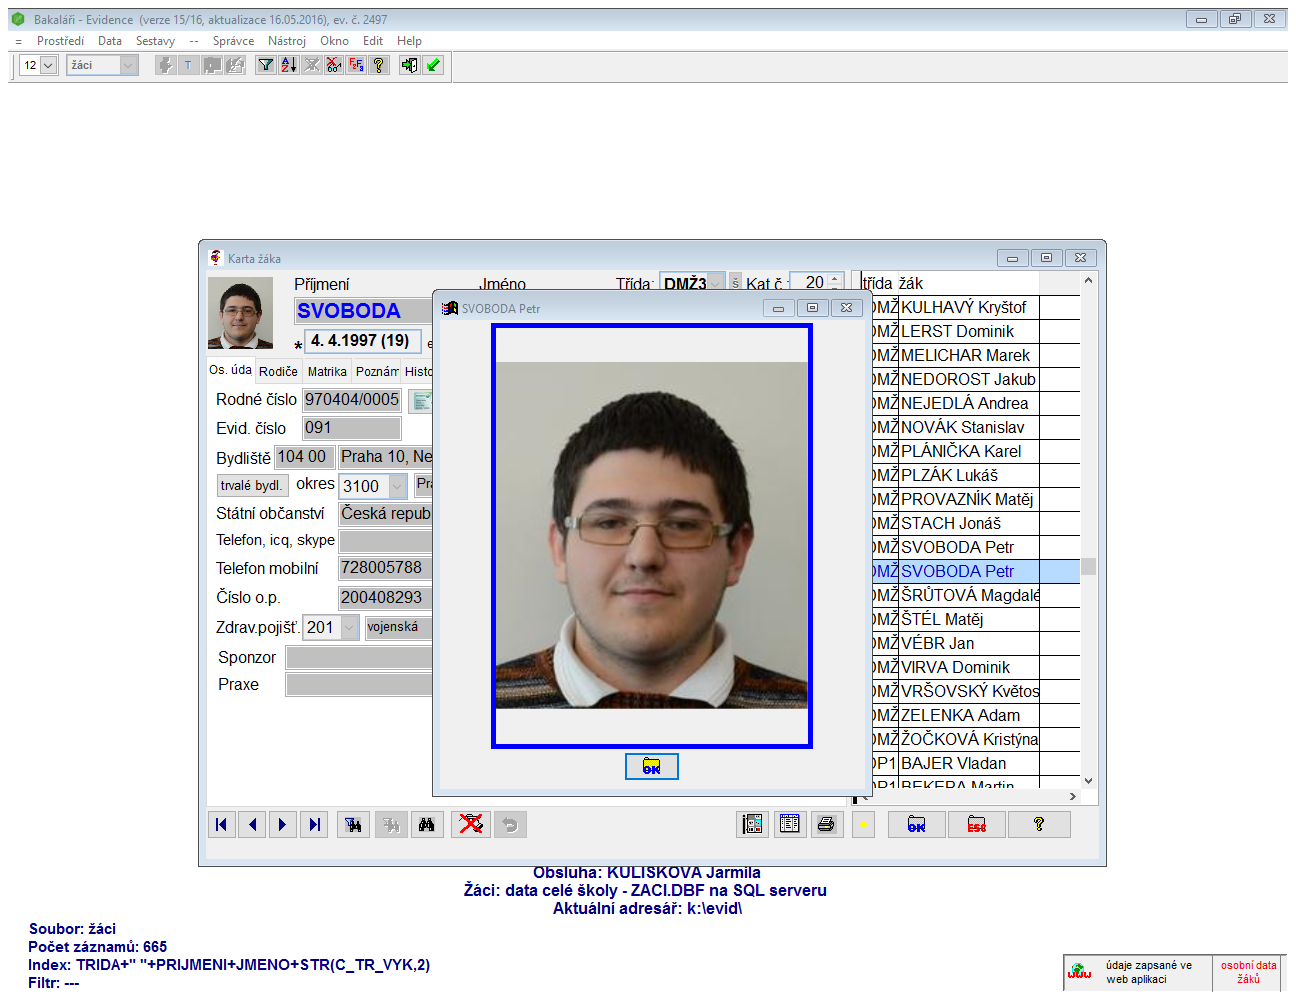 Bakaláři - Evidence (verze 15/16, aktualizace 16.05.2016), ev. č. 2497
= Prostředí Data Sestavy -- Správce Nástroj Okno Edit Help
12 žáci
Karta žáka
Příjmení Jméno Třída: DMŽ3 š Kat č 20
SVOBODA
* 4. 4.1997 (19)
Rodiče Matrika
Rodné číslo 970404/0005
Evid. číslo 091
Bydliště 104 00 Praha 10, Ne
trvalé bydl. okres 3100
Státní občanství Česká repub
Telefon, icq, skype
Telefon mobilní 728005788
Číslo o.p. 200408293
Zdrav.pojišť. 201 vojenská
Sponzor
Praxe
SVOBODA Petr
OK
třída žák
KULHAVÝ Kryštof
LERST Dominik
MELICHAR Marek
NEDOROST Jakub
NEJEDLÁ Andrea
NOVÁK Stanislav
PLÁNIČKA Karel
PLZÁK Lukáš
PROVAZNÍK Matěj
STACH Jonáš
SVOBODA Petr
SVOBODA Petr
ŠRŮTOVÁ Magdalé
ŠTÉL Matěj
VÉBR Jan
VIRVA Dominik
VRŠOVSKÝ Květos
ZELENKA Adam
ŽOČKOVÁ Kristýna
BAJER Vladan
OK ESC ?
Obsluha: KULIŠKOVÁ Jarmila
Žáci: data celé školy - ZACI.DBF na SQL serveru
Aktuální adresář: k:\evid\
Soubor: žáci
Počet záznamů: 665
Index: TRIDA+" "+PRIJMENI+JMENO+STR(C_TR_VYK,2)
Filtr: ---
údaje zapsané ve
web aplikaci
osobní data
žáků